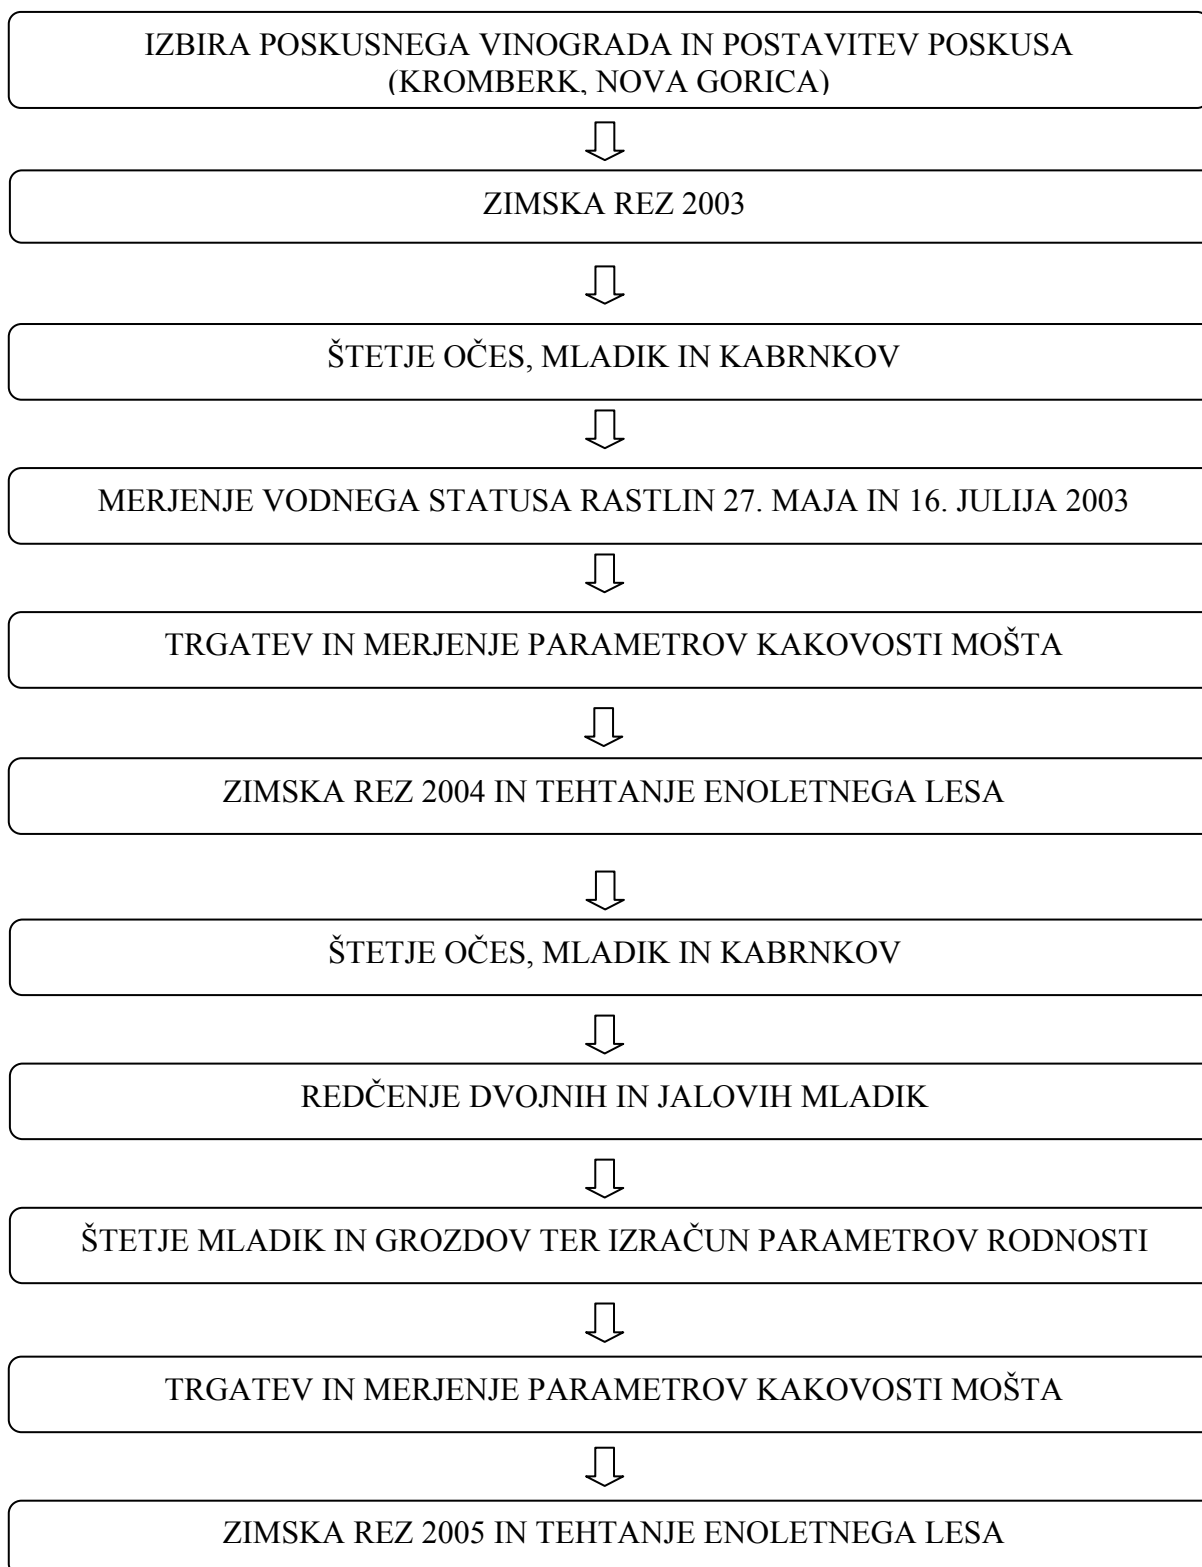 IZBIRA POSKUSNEGA VINOGRADA IN POSTAVITEV POSKUSA
(KROMBERK, NOVA GORICA)
ZIMSKA REZ 2003
ŠTETJE OČES, MLADIK IN KABRNKOV
MERJENJE VODNEGA STATUSA RASTLIN 27. MAJA IN 16. JULIJA 2003
TRGATEV IN MERJENJE PARAMETROV KAKOVOSTI MOŠTA
ZIMSKA REZ 2004 IN TEHTANJE ENOLETNEGA LESA
ŠTETJE OČES, MLADIK IN KABRNKOV
REDČENJE DVOJNIH IN JALOVIH MLADIK
ŠTETJE MLADIK IN GROZDOV TER IZRAČUN PARAMETROV RODNOSTI
TRGATEV IN MERJENJE PARAMETROV KAKOVOSTI MOŠTA
ZIMSKA REZ 2005 IN TEHTANJE ENOLETNEGA LESA